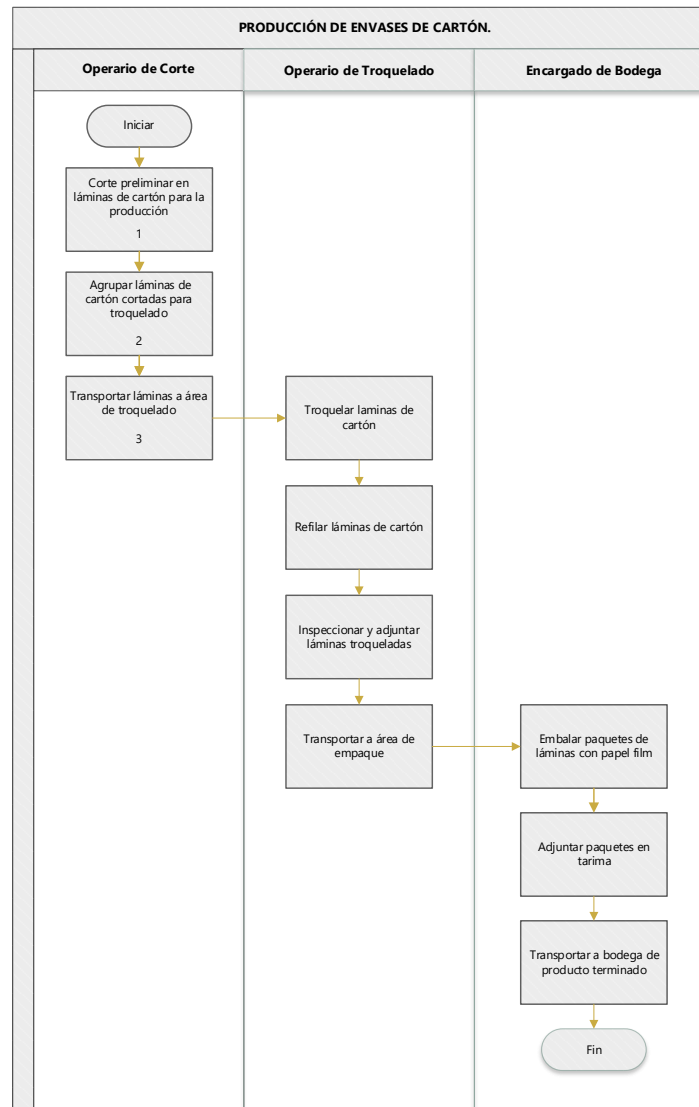 PRODUCCIÓN DE ENVASES DE CARTÓN.
Operario de Corte
Operario de Troquelado
Encargado de Bodega
Iniciar
Corte preliminar en
láminas de cartón para la
producción
1
Agrupar láminas de
cartón cortadas para
troquelado
2
Transportar láminas a área
de troquelado
3
Troquelar laminas de
cartón
Refilar láminas de cartón
Inspeccionar y adjuntar
láminas troqueladas
Transportar a área de
empaque
Embalar paquetes de
láminas con papel film
Adjuntar paquetes en
tarima
Transportar a bodega de
producto terminado
Fin